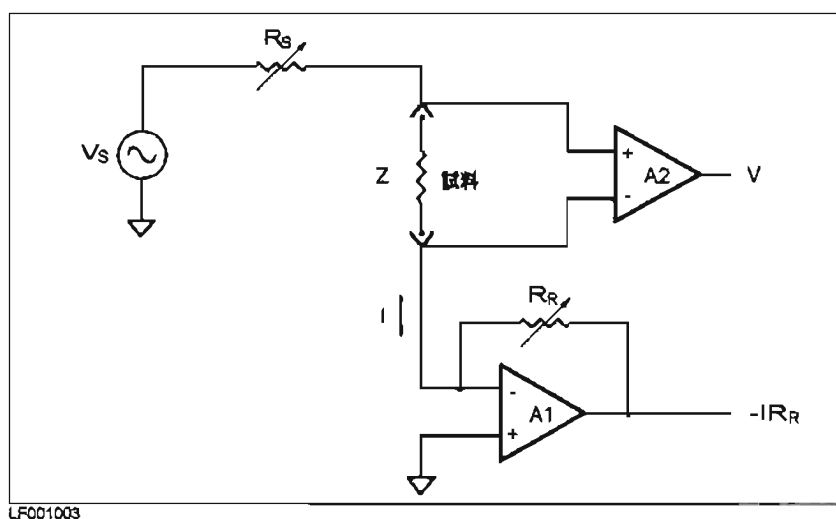 RS
VS
Z
試料
+
A2
-
V
I
RR
-
A1
+
-IRR
LF001003